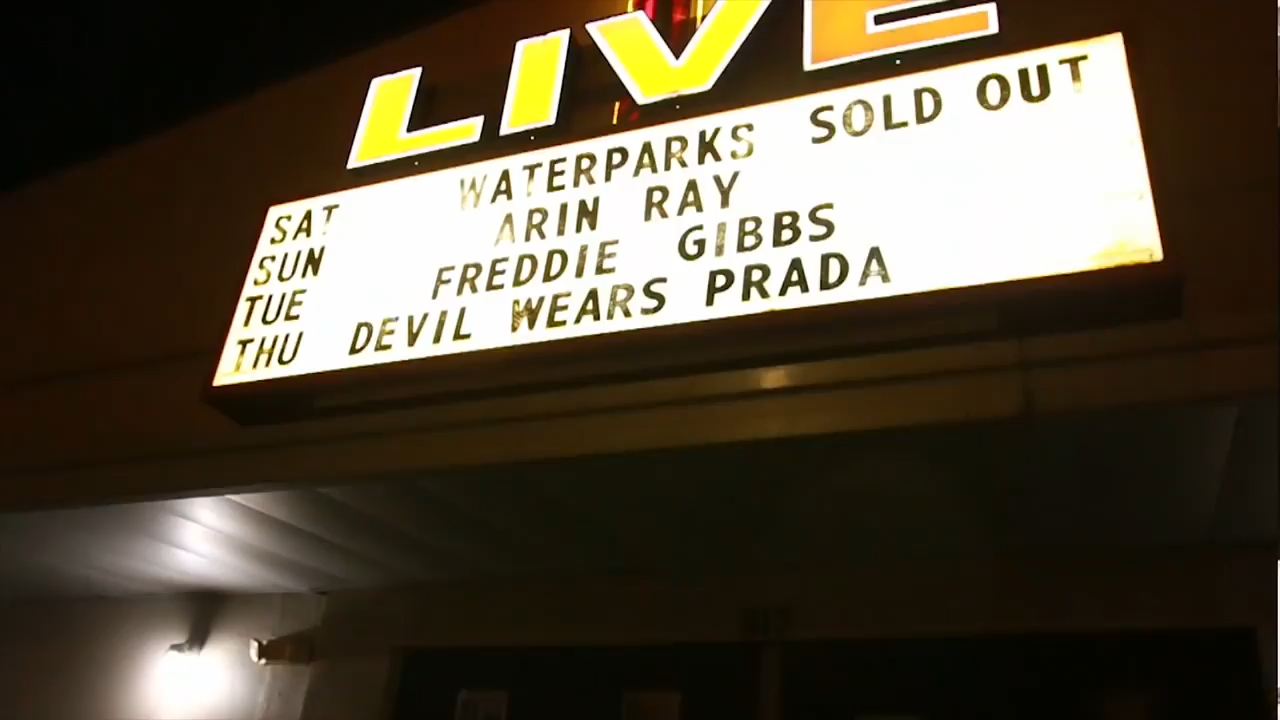 LIVE
SAT WATERPARKS SOLD OUT
SUN ARIN RAY
TUE FREDDIE GIBBS
THU DEVIL WEARS PRADA